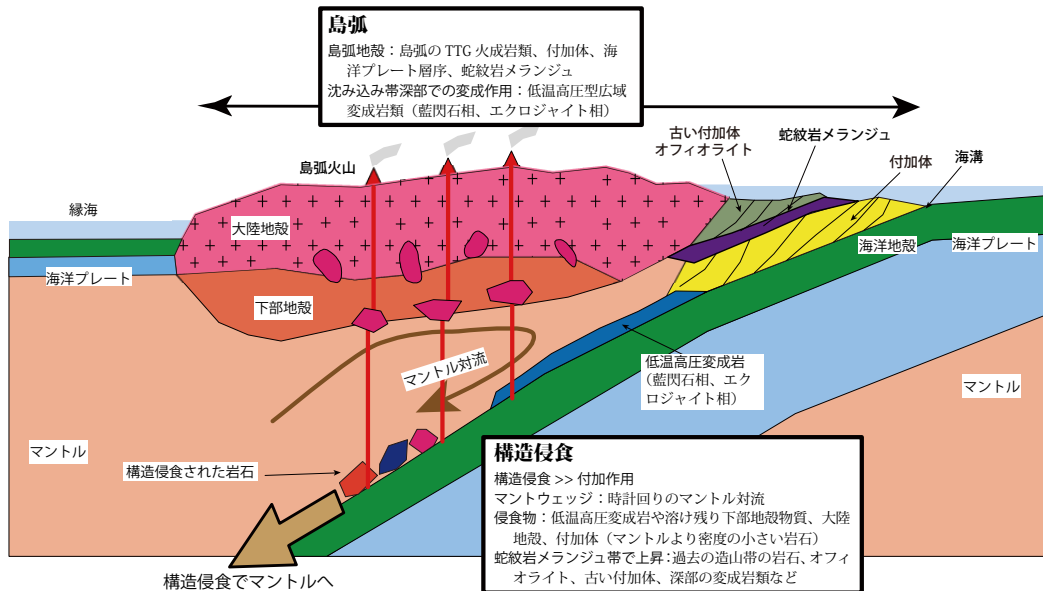 島弧
島弧地殻：島弧の TTG 火成岩類、付加体、海
洋プレート層序、蛇紋岩メランジュ
沈み込み帯深部での変成作用：低温高圧型広域
変成岩類（藍閃石相、エクロジャイト相）
古い付加体
オフィオライト
蛇紋岩メランジュ
付加体
海溝
島弧火山
縁海
大陸地殻
海洋地殻
海洋プレート
海洋プレート
下部地殻
マントル対流
低温高圧変成岩
（藍閃石相、エク
ロジャイト相）
マントル
マントル
構造侵食された岩石
構造侵食
構造侵食 >> 付加作用
マントウェッジ：時計回りのマントル対流
侵食物：低温高圧変成岩や溶け残り下部地殻物質、大陸
地殻、付加体（マントルより密度の小さい岩石）
蛇紋岩メランジュ帯で上昇：過去の造山帯の岩石、オフィ
オライト、古い付加体、深部の変成岩類など
構造侵食でマントルへ